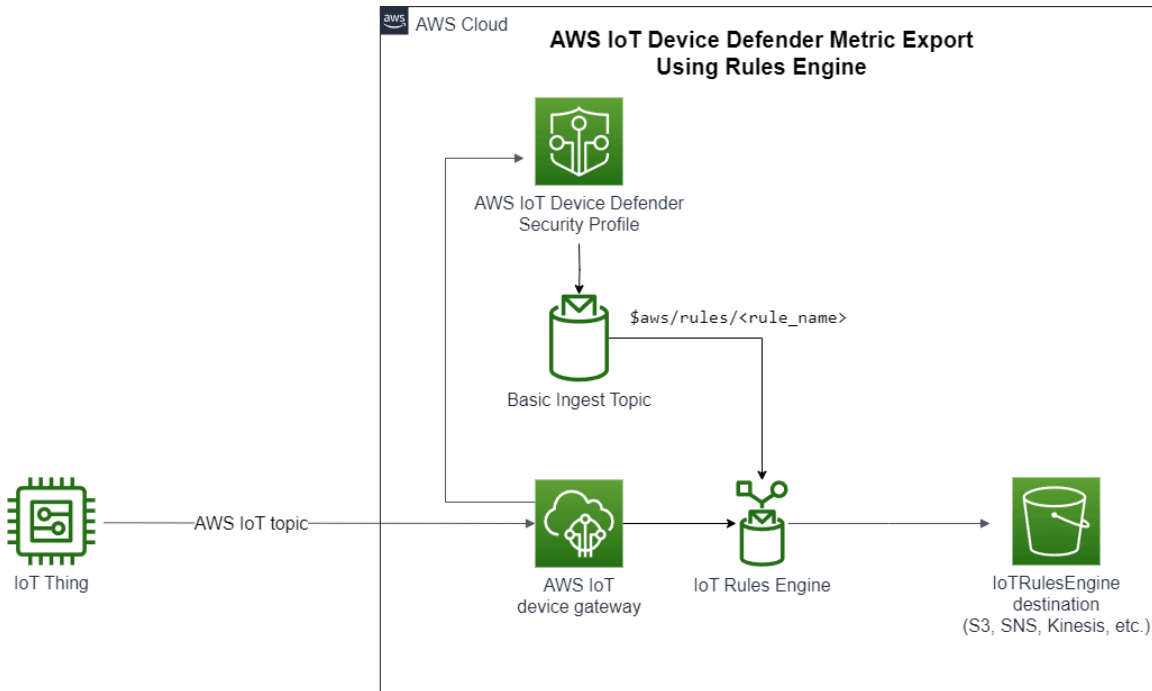 aws
AWS Cloud
AWS IoT Device Defender Metric Export
Using Rules Engine
AWS IoT Device Defender
Security Profile
$aws/rules/<rule_name>
Basic Ingest Topic
AWS IoT topic
IoT Thing
AWS IoT
device gateway
IoT Rules Engine
IoTRulesEngine
destination
(S3, SNS, Kinesis, etc.)